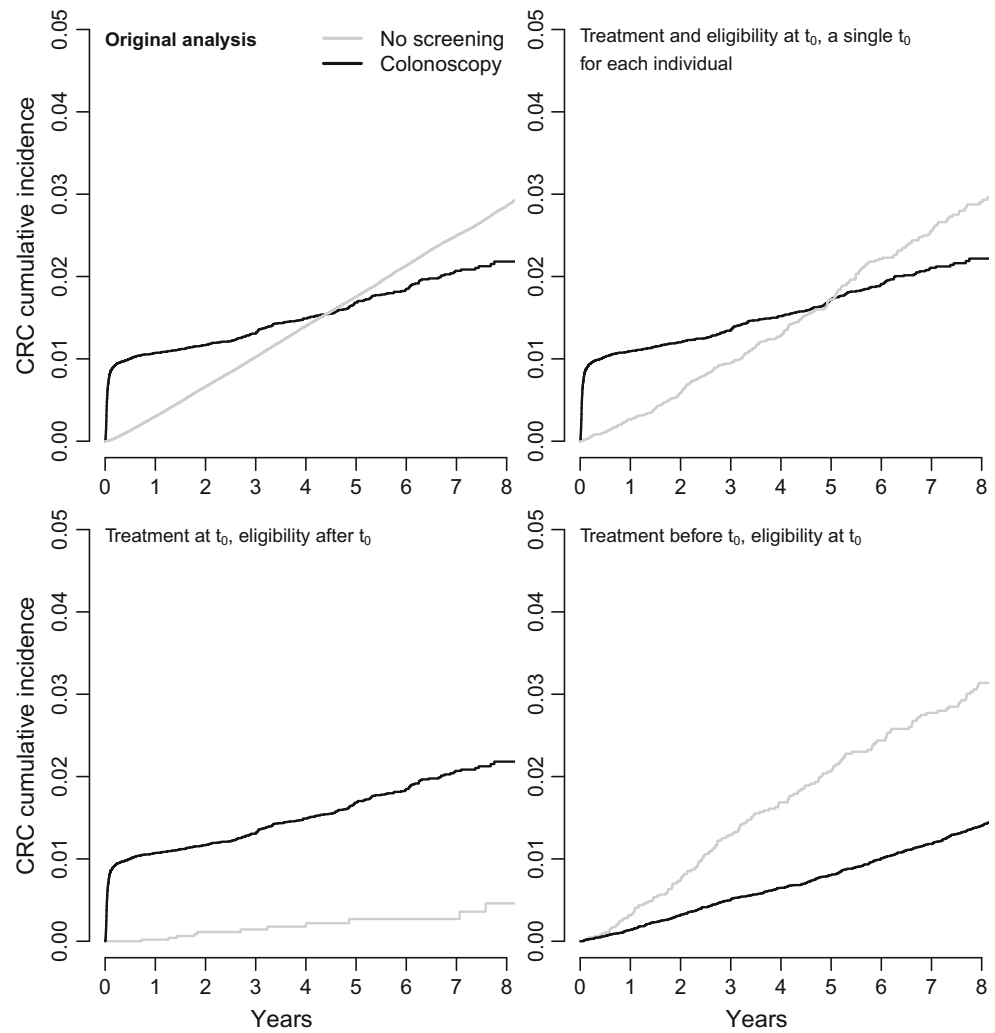 Original analysis
No screening
Colonoscopy
CRC cumulative incidence
0.00 0.01 0.02 0.03 0.04 0.05
0 1 2 3 4 5 6 7 8
Treatment and eligibility at t₀, a single t₀
for each individual
0.00 0.01 0.02 0.03 0.04 0.05
0 1 2 3 4 5 6 7 8
Treatment at t₀, eligibility after t₀
CRC cumulative incidence
0.00 0.01 0.02 0.03 0.04 0.05
0 1 2 3 4 5 6 7 8
Years
Treatment before t₀, eligibility at t₀
0.00 0.01 0.02 0.03 0.04 0.05
0 1 2 3 4 5 6 7 8
Years